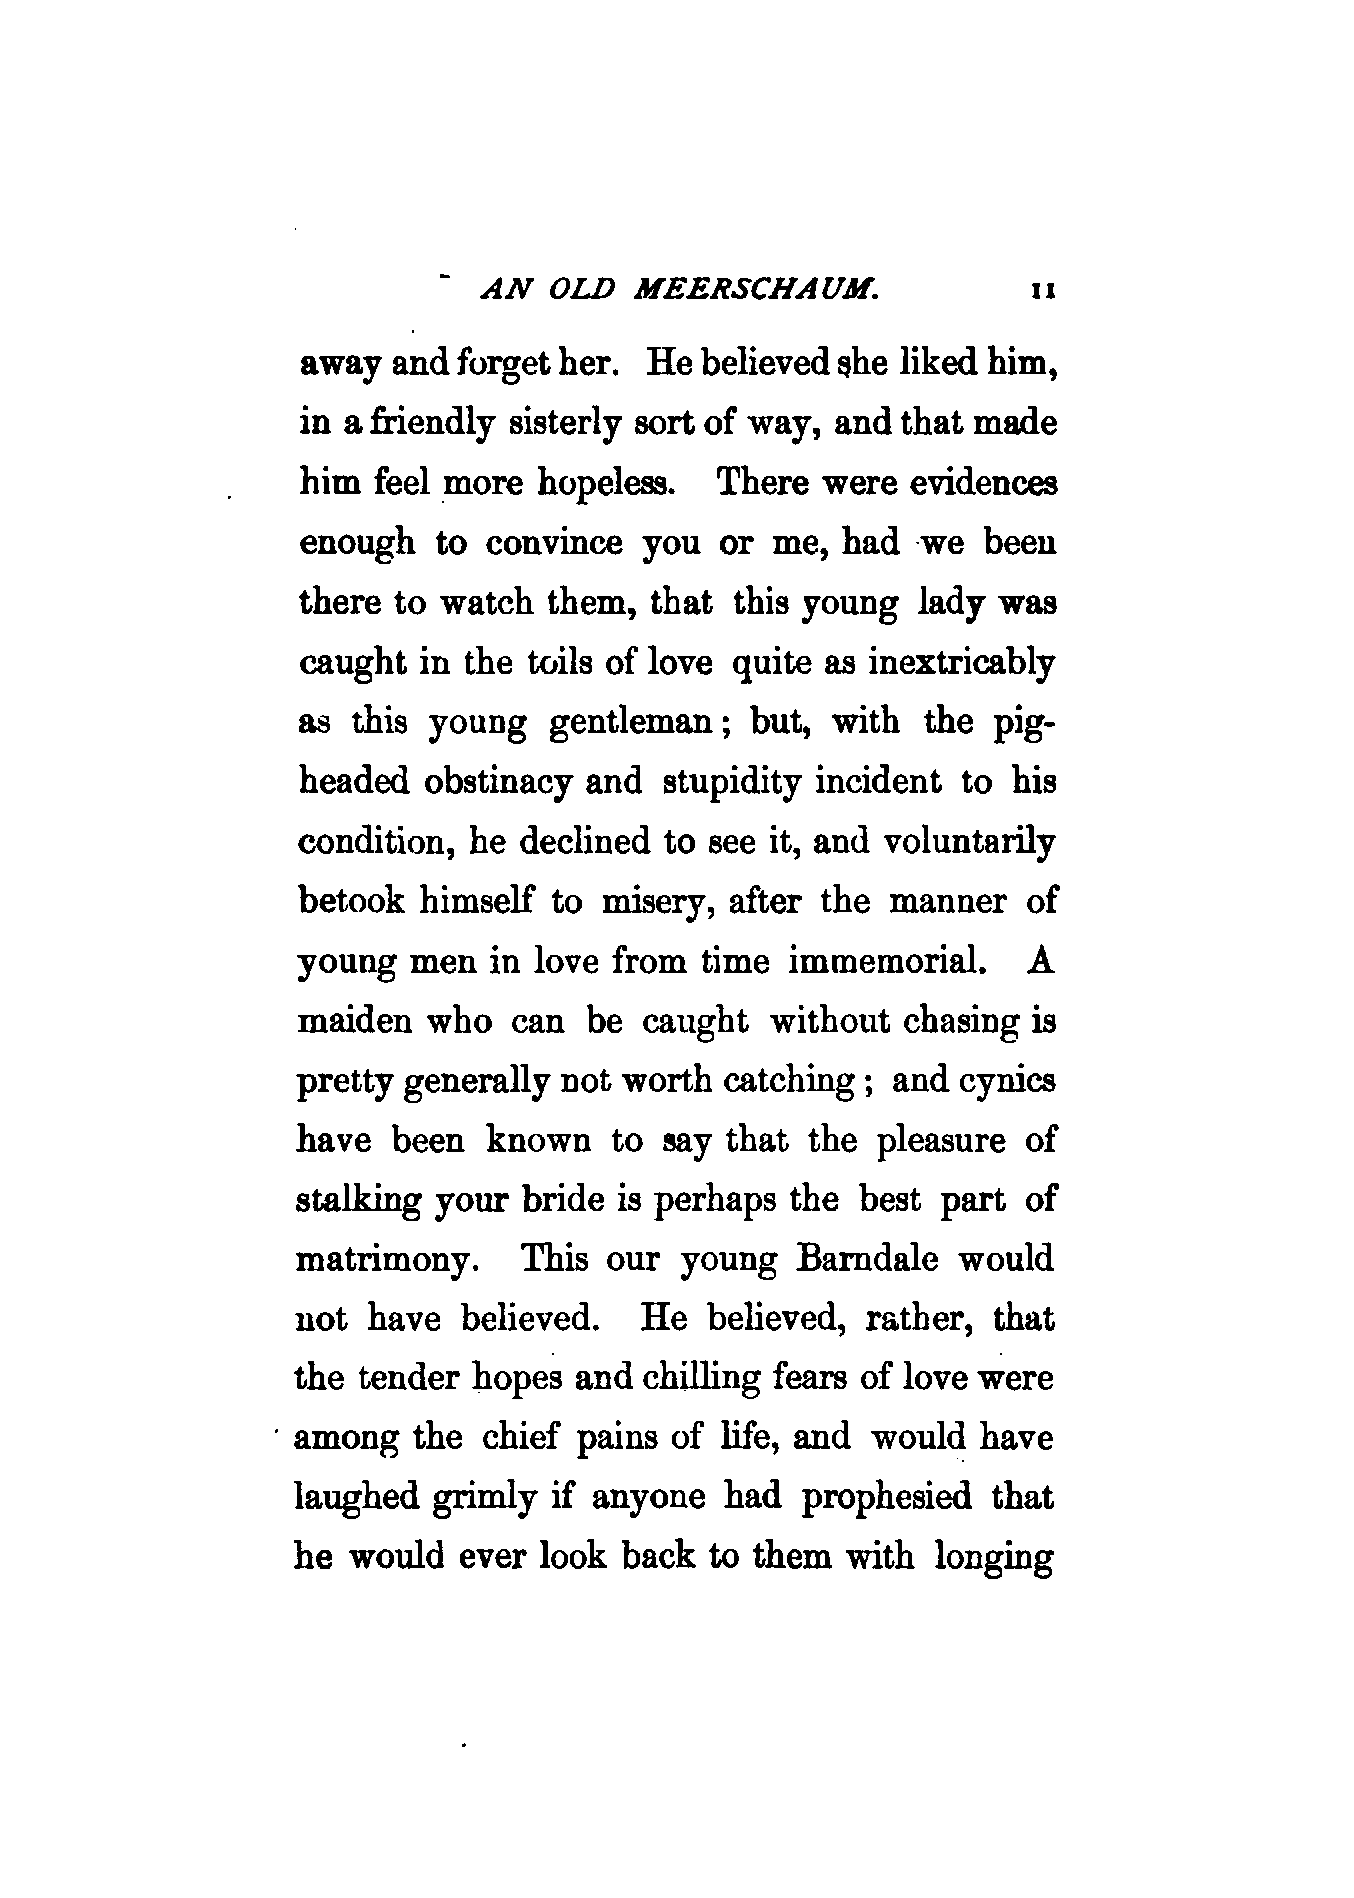 AN OLD MEERSCHAUM. 11
away and forget her. He believed she liked him,
in a friendly sisterly sort of way, and that made
him feel more hopeless. There were evidences
enough to convince you or me, had we been
there to watch them, that this young lady was
caught in the toils of love quite as inextricably
as this young gentleman; but, with the pig-
headed obstinacy and stupidity incident to his
condition, he declined to see it, and voluntarily
betook himself to misery, after the manner of
young men in love from time immemorial. A
maiden who can be caught without chasing is
pretty generally not worth catching; and cynics
have been known to say that the pleasure of
stalking your bride is perhaps the best part of
matrimony. This our young Barndale would
not have believed. He believed, rather, that
the tender hopes and chilling fears of love were
among the chief pains of life, and would have
laughed grimly if anyone had prophesied that
he would ever look back to them with longing